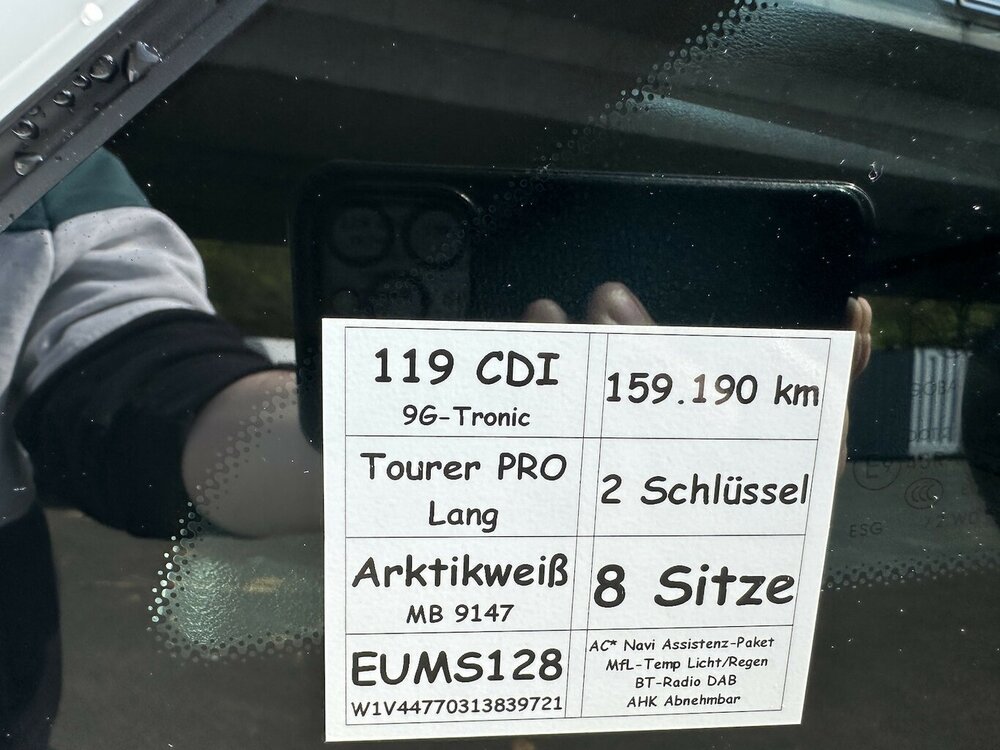 119 CDI
9G-Tronic
159.190 km
Tourer PRO
Lang
2 Schlüssel
Arktikweiß
MB 9147
8 Sitze
EUMS128
W1V44770313839721
AC* Navi Assistenz-Paket
MfL-Temp Licht/Regen
BT-Radio DAB
AHK Abnehmbar
ESG